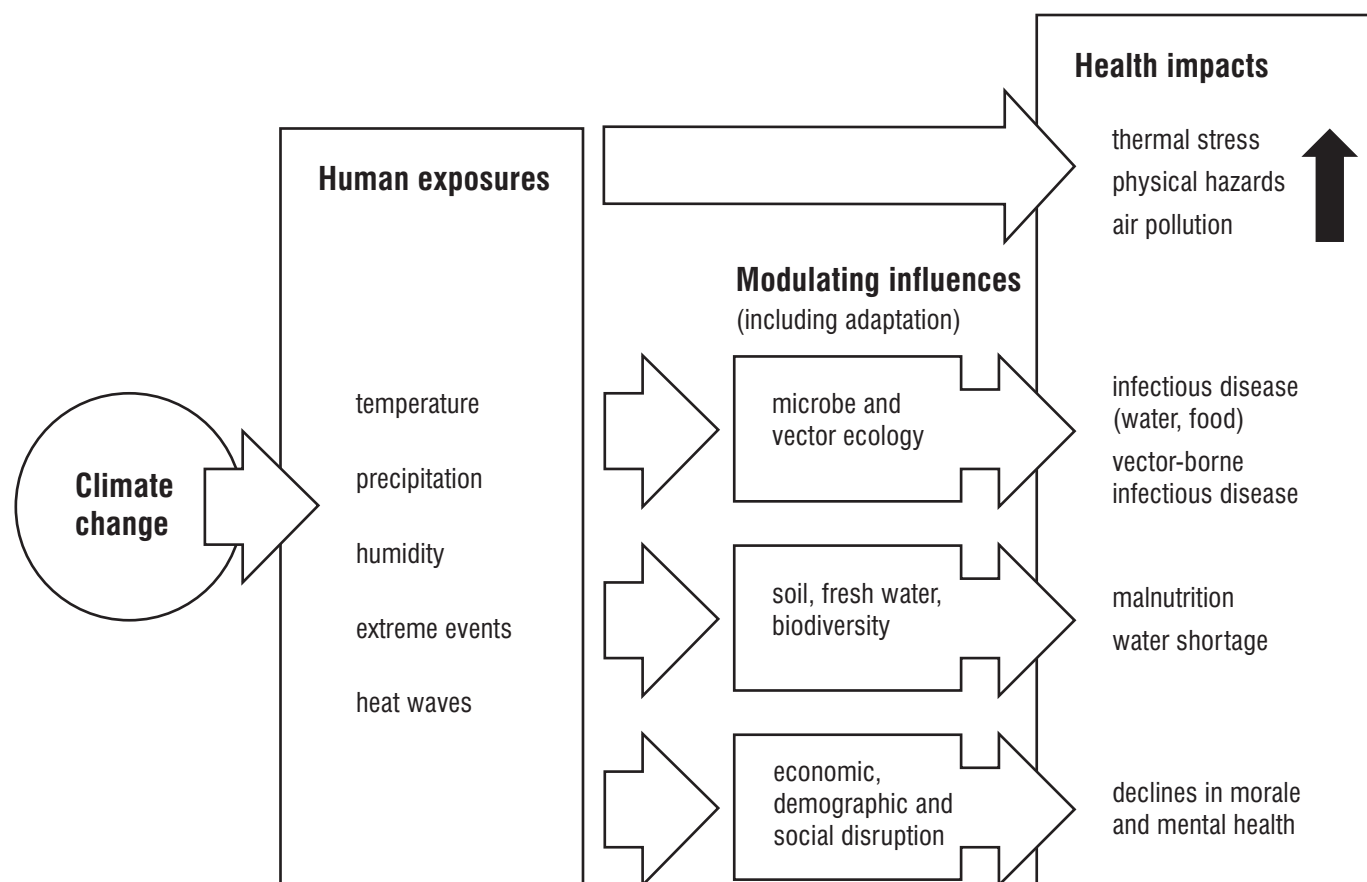 Health impacts
thermal stress
physical hazards
air pollution
Human exposures
Modulating influences
(including adaptation)
temperature
precipitation
humidity
extreme events
heat waves
Climate
change
microbe and
vector ecology
infectious disease
(water, food)
vector-borne
infectious disease
soil, fresh water,
biodiversity
malnutrition
water shortage
economic,
demographic and
social disruption
declines in morale
and mental health